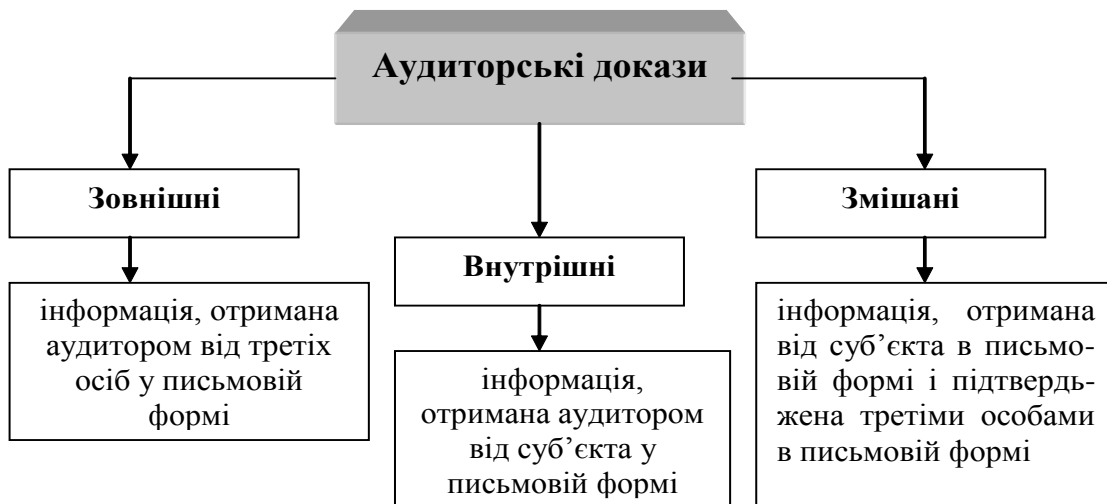 Аудиторські докази
Зовнішні
інформація, отримана
аудитором від третіх
осіб у письмовій
формі
Внутрішні
інформація,
отримана аудитором
від суб’єкта у
письмовій формі
Змішані
інформація, отримана
від суб’єкта в письмо-
вій формі і підтвердь-
жена третіми особами
в письмовій формі